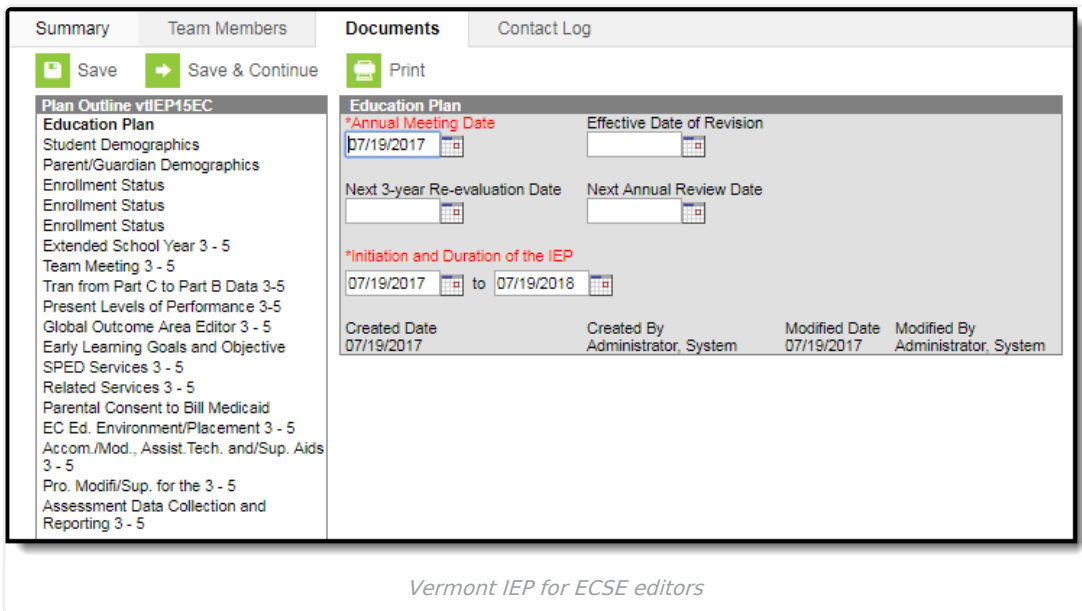 Summary Team Members Documents Contact Log
Save Save & Continue Print
Plan Outline vtIEP15EC
Education Plan
Student Demographics
Parent/Guardian Demographics
Enrollment Status
Enrollment Status
Enrollment Status
Extended School Year 3 - 5
Team Meeting 3 - 5
Tran from Part C to Part B Data 3-5
Present Levels of Performance 3-5
Global Outcome Area Editor 3 - 5
Early Learning Goals and Objective
SPED Services 3 - 5
Related Services 3 - 5
Parental Consent to Bill Medicaid
EC Ed. Environment/Placement 3 - 5
Accom./Mod., Assist.Tech. and/Sup. Aids
3 - 5
Pro. Modifi/Sup. for the 3 - 5
Assessment Data Collection and
Reporting 3 - 5
Education Plan
*Annual Meeting Date Effective Date of Revision
07/19/2017
Next 3-year Re-evaluation Date Next Annual Review Date
*Initiation and Duration of the IEP
07/19/2017 to 07/19/2018
Created Date Created By Modified Date Modified By
07/19/2017 Administrator, System 07/19/2017 Administrator, System
Vermont IEP for ECSE editors